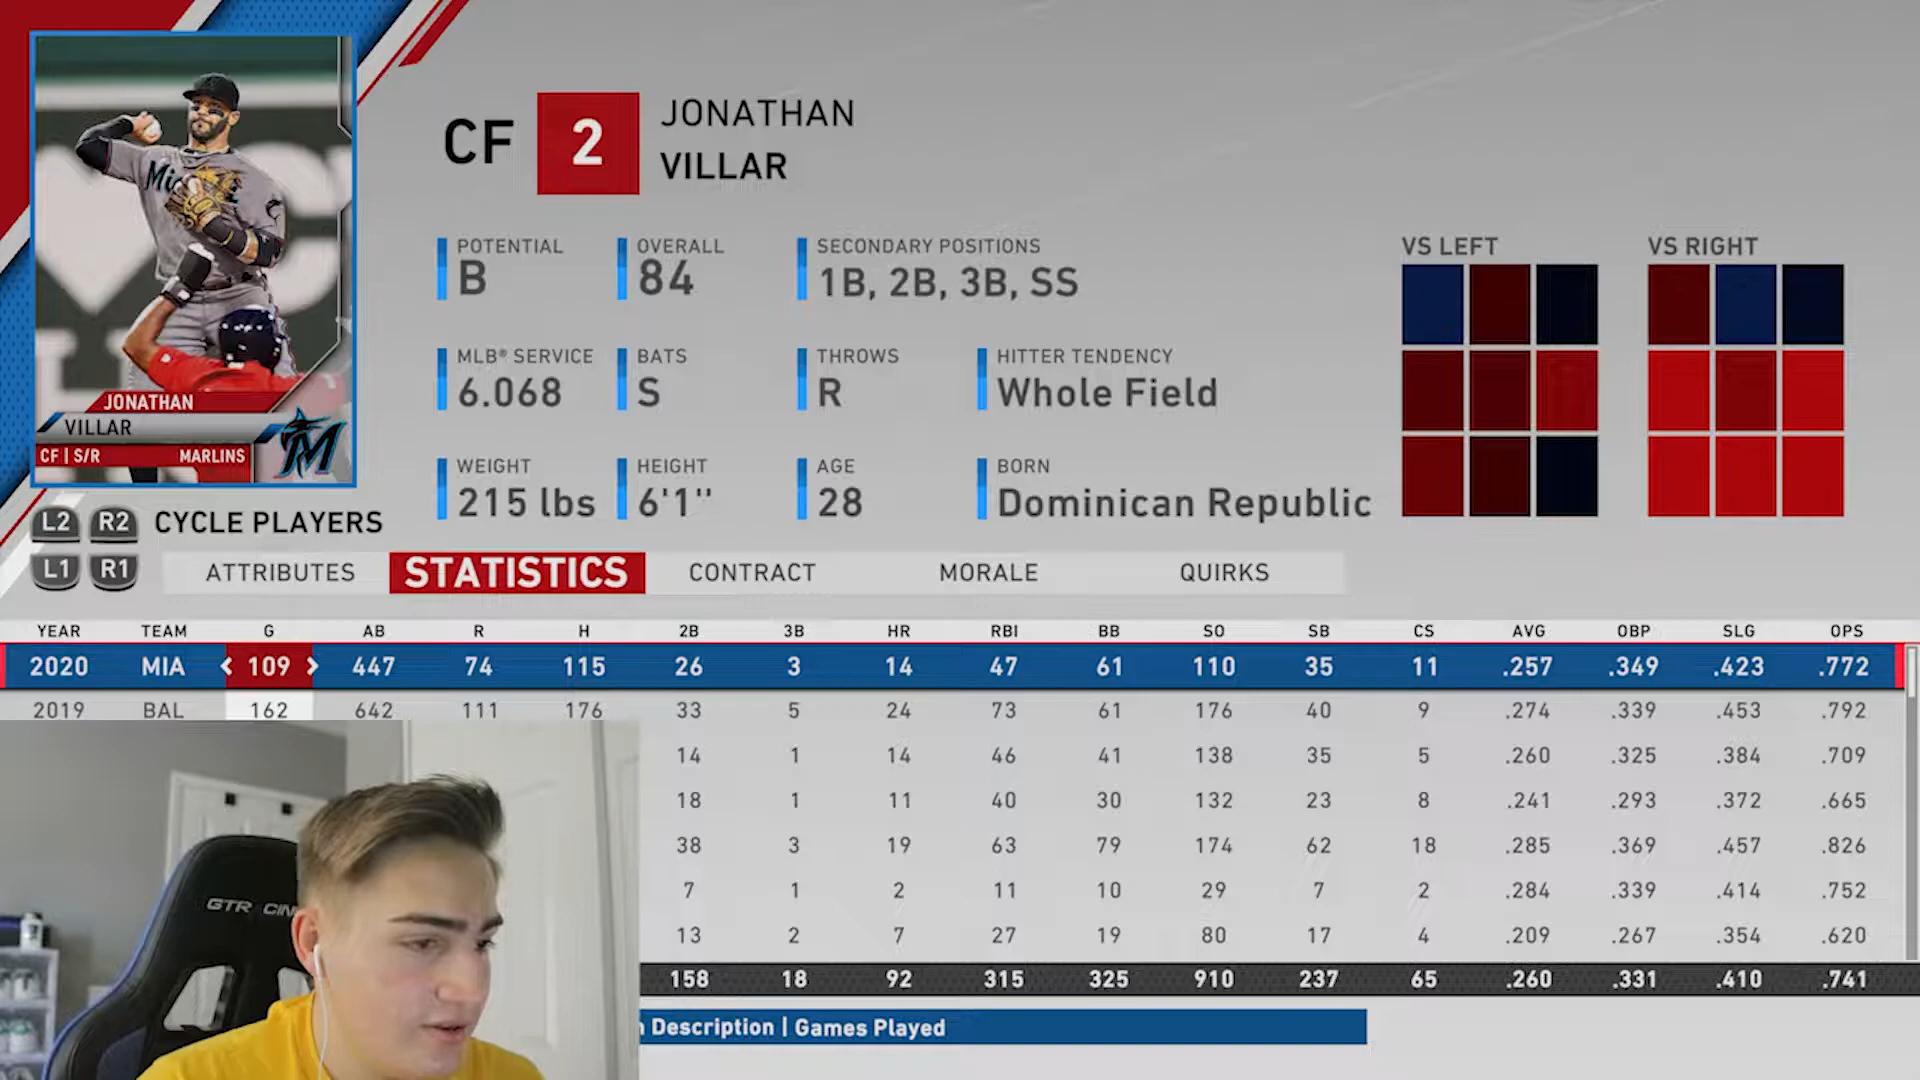 CF 2 JONATHAN
VILLAR
POTENTIAL OVERALL SECONDARY POSITIONS VS LEFT VS RIGHT
B 84 1B, 2B, 3B, SS
MLB® SERVICE BATS THROWS HITTER TENDENCY
6.068 S R Whole Field
WEIGHT HEIGHT AGE BORN
215 lbs 6'1" 28 Dominican Republic
JONATHAN
VILLAR
CF | S/R MARLINS
L2 R2 CYCLE PLAYERS
L1 R1 ATTRIBUTES STATISTICS CONTRACT MORALE QUIRKS
YEAR TEAM G AB R H 2B 3B HR RBI BB SO SB CS AVG OBP SLG OPS
2020 MIA < 109 > 447 74 115 26 3 14 47 61 110 35 11 .257 .349 .423 .772
2019 BAL 162 642 111 176 33 5 24 73 61 176 40 9 .274 .339 .453 .792
14 1 14 46 41 138 35 5 .260 .325 .384 .709
18 1 11 40 30 132 23 8 .241 .293 .372 .665
38 3 19 63 79 174 62 18 .285 .369 .457 .826
7 1 2 11 10 29 7 2 .284 .339 .414 .752
13 2 7 27 19 80 17 4 .209 .267 .354 .620
158 18 92 315 325 910 237 65 .260 .331 .410 .741
Description | Games Played
GTR